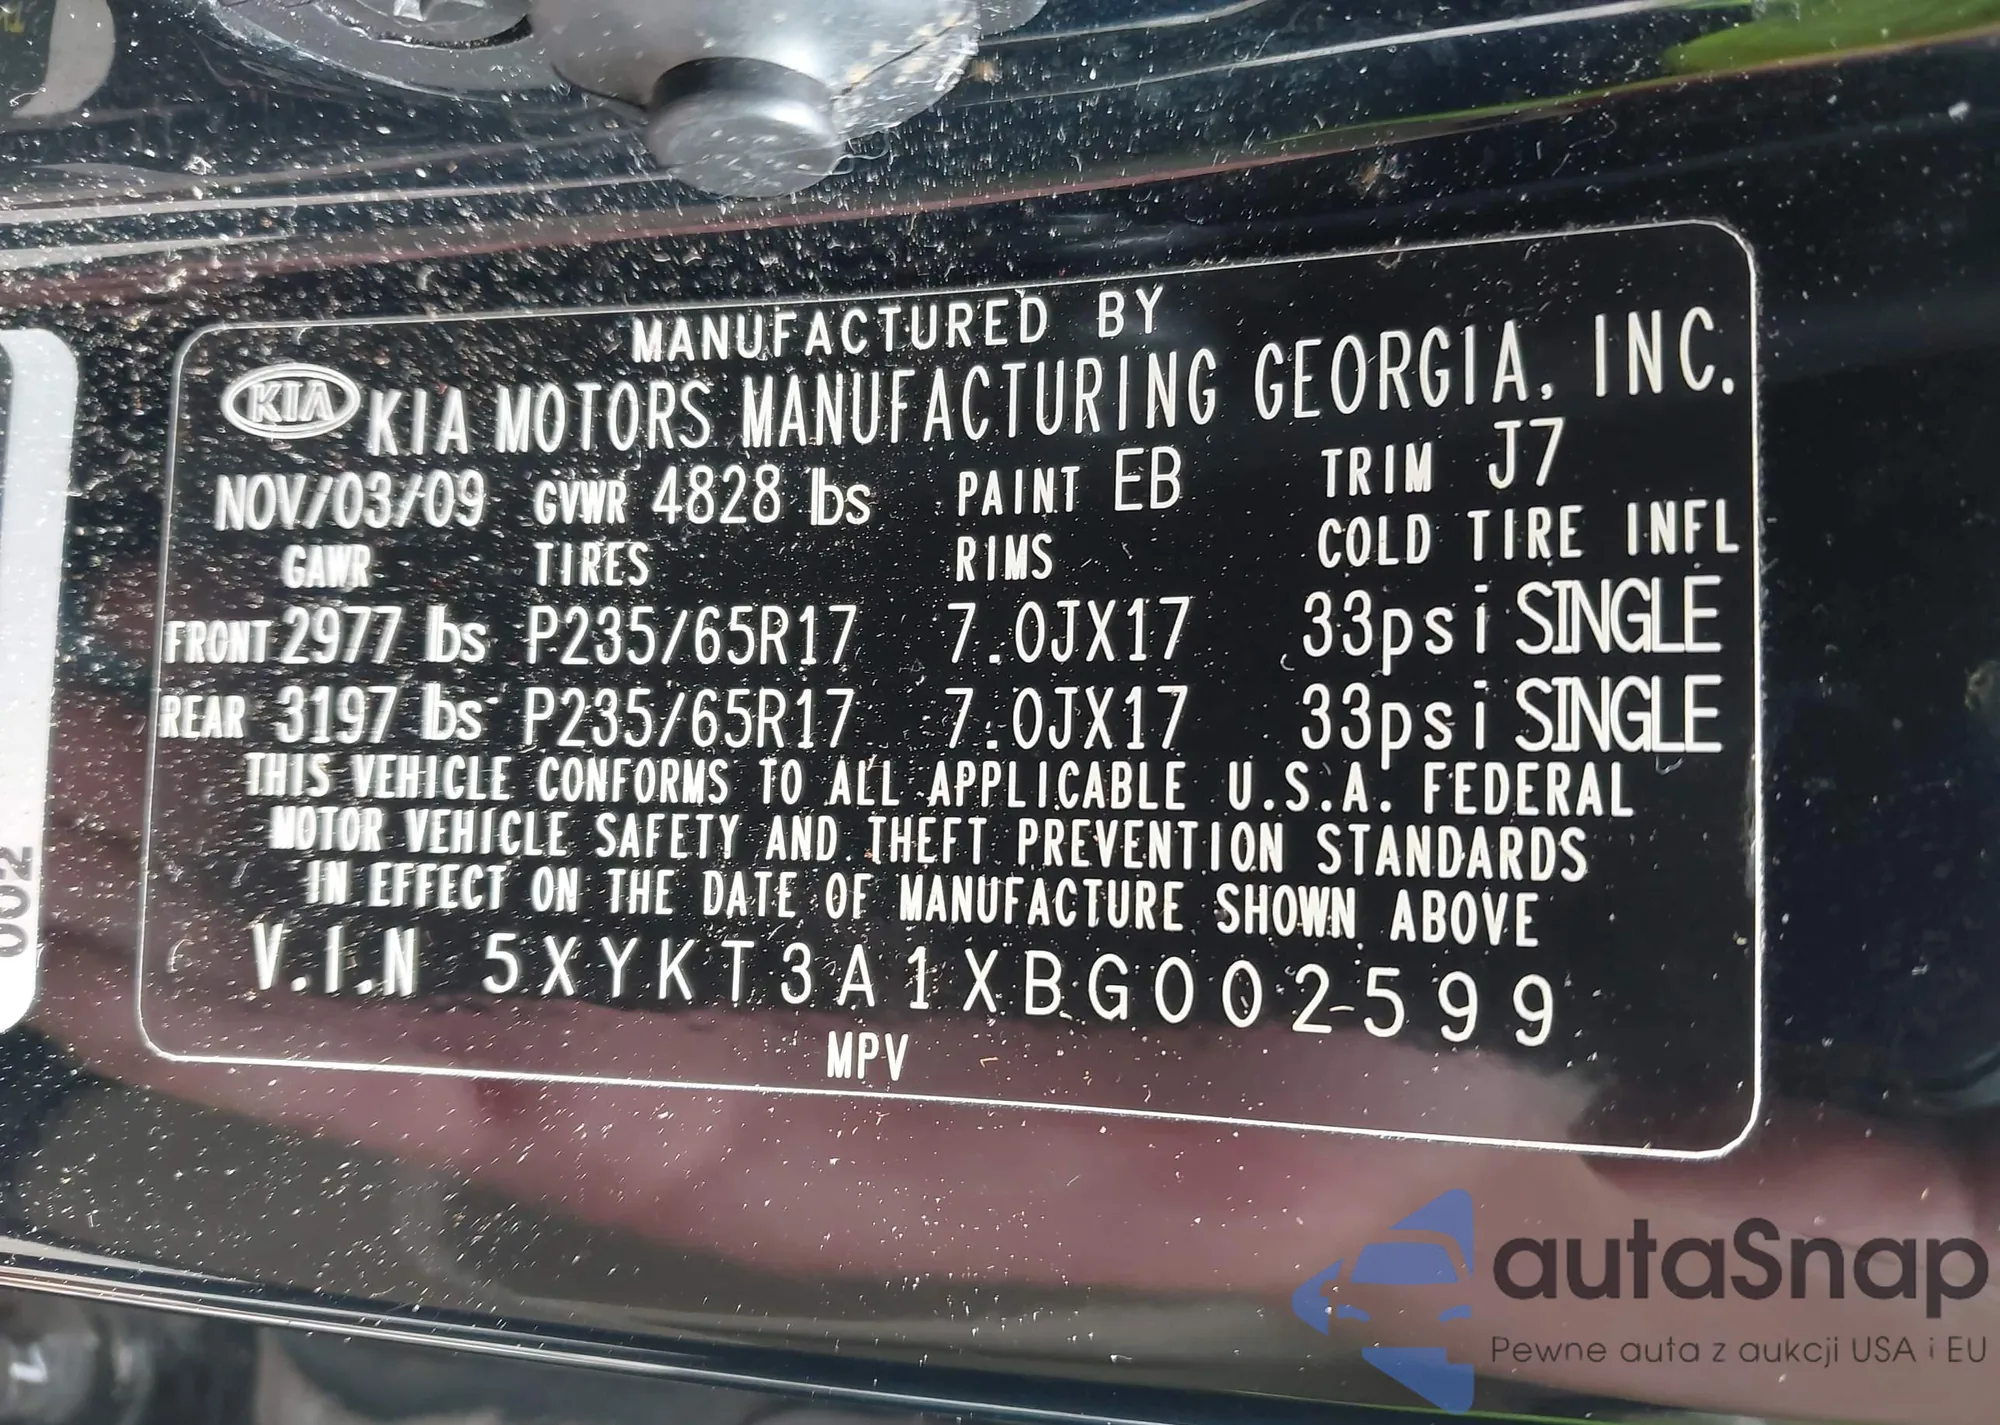 MANUFACTURED BY
KIA KIA MOTORS MANUFACTURING GEORGIA, INC.
NOV/03/09 GVWR 4828 lbs PAINT EB TRIM J7
GAWR TIRES RIMS COLD TIRE INFL
FRONT 2977 lbs P235/65R17 7.0JX17 33psi SINGLE
REAR 3197 lbs P235/65R17 7.0JX17 33psi SINGLE
THIS VEHICLE CONFORMS TO ALL APPLICABLE U.S.A. FEDERAL
MOTOR VEHICLE SAFETY AND THEFT PREVENTION STANDARDS
IN EFFECT ON THE DATE OF MANUFACTURE SHOWN ABOVE
V.I.N 5XYKT3A1XBG002599
MPV
002
autaSnap
Pewne auta z aukcji USA i EU